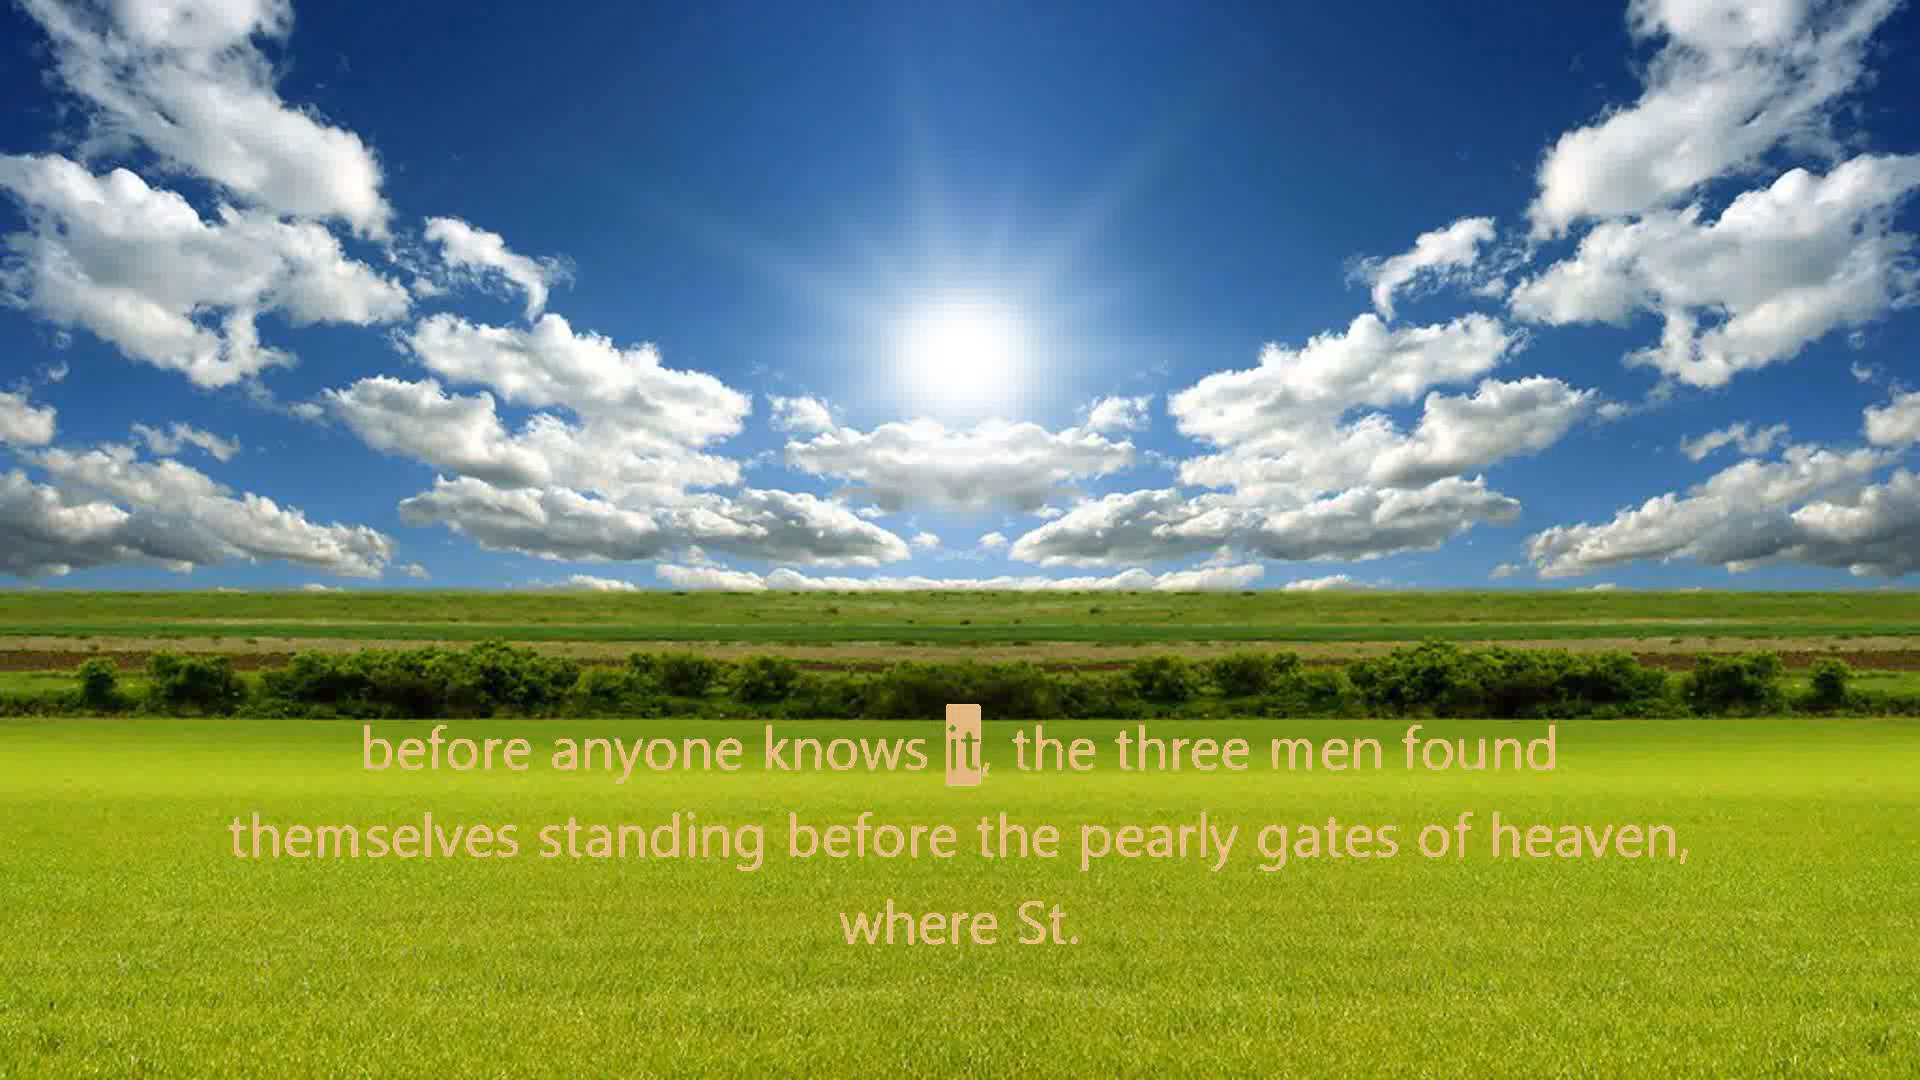 before anyone knows it, the three men found
themselves standing before the pearly gates of heaven,
where St.